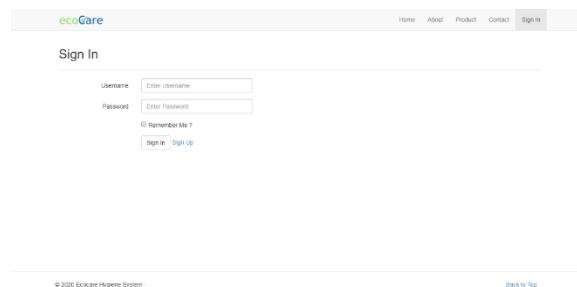 ecoCare Home About Product Contact Sign In
Sign In
Username Enter Username
Password Enter Password
Remember Me ?
Sign In Sign Up
© 2020 Ecocare Hygiene System - Back to Top